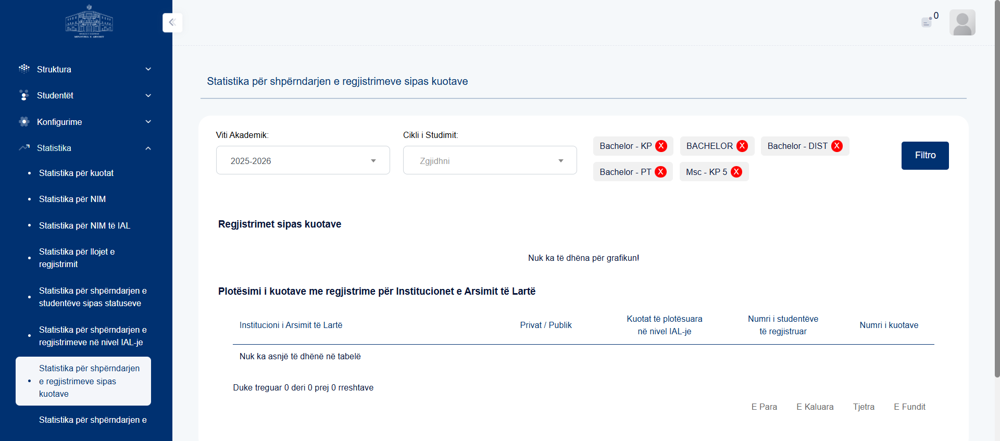 REPUBLIKA E SHQIPËRISË
MINISTRIA E ARSIMIT
0
Struktura
Studentët
Konfigurime
Statistika
Statistika për kuotat
Statistika për NIM
Statistika për NIM të IAL
Statistika për llojet e
regjistrimit
Statistika për shpërndarjen e
studentëve sipas statuseve
Statistika për shpërndarjen e
regjistrimeve në nivel IAL-je
Statistika për shpërndarjen
e regjistrimeve sipas
kuotave
Statistika për shpërndarjen e
Statistika për shpërndarjen e regjistrimeve sipas kuotave
Viti Akademik:
2025-2026
Cikli i Studimit:
Zgjidhni
Bachelor - KP X
BACHELOR X
Bachelor - DIST X
Bachelor - PT X
Msc - KP 5 X
Filtro
Regjistrimet sipas kuotave
Nuk ka të dhëna për grafikun!
Plotësimi i kuotave me regjistrime për Institucionet e Arsimit të Lartë
Institucioni i Arsimit të Lartë
Privat / Publik
Kuotat të plotësuara
në nivel IAL-je
Numri i studentëve
të regjistruar
Numri i kuotave
Nuk ka asnjë të dhënë në tabelë
Duke treguar 0 deri 0 prej 0 rreshtave
E Para
E Kaluara
Tjetra
E Fundit